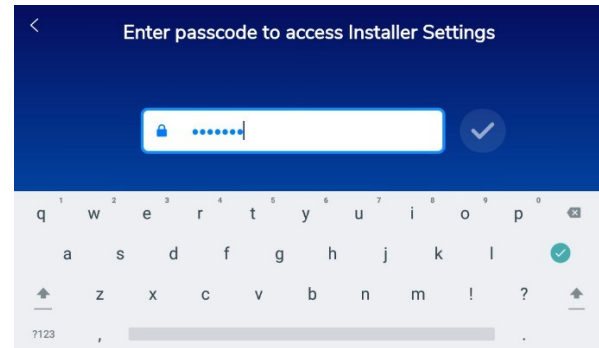 Enter passcode to access Installer Settings
•••••••
1 2 3 4 5 6 7 8 9 0
q w e r t y u i o p
a s d f g h j k l
z x c v b n m ! ?
?123 , .